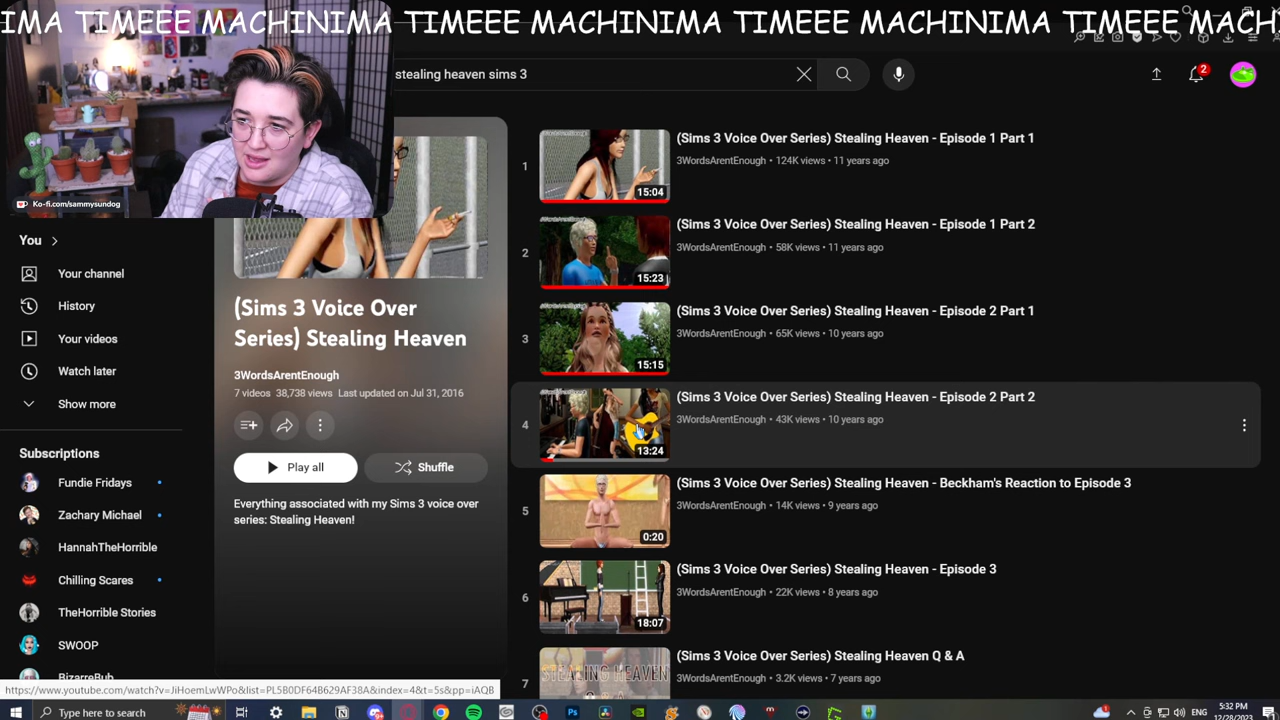 IMA TIMEEE MACHINIMA TIMEEE MACHINIMA TIMEEE MACHINIMA TIMEEE MACH
stealing heaven sims 3
2
Ko-fi.com/sammysundog
You
Your channel
History
Your videos
Watch later
Show more
Subscriptions
Fundie Fridays
Zachary Michael
HannahTheHorrible
Chilling Scares
TheHorrible Stories
SWOOP
BizarreBub
(Sims 3 Voice Over
Series) Stealing Heaven
3WordsArentEnough
7 videos 38,738 views Last updated on Jul 31, 2016
Play all
Shuffle
Everything associated with my Sims 3 voice over
series: Stealing Heaven!
1
15:04
(Sims 3 Voice Over Series) Stealing Heaven - Episode 1 Part 1
3WordsArentEnough • 124K views • 11 years ago
2
15:23
(Sims 3 Voice Over Series) Stealing Heaven - Episode 1 Part 2
3WordsArentEnough • 58K views • 11 years ago
3
15:15
(Sims 3 Voice Over Series) Stealing Heaven - Episode 2 Part 1
3WordsArentEnough • 65K views • 10 years ago
4
13:24
(Sims 3 Voice Over Series) Stealing Heaven - Episode 2 Part 2
3WordsArentEnough • 43K views • 10 years ago
5
0:20
(Sims 3 Voice Over Series) Stealing Heaven - Beckham's Reaction to Episode 3
3WordsArentEnough • 14K views • 9 years ago
6
18:07
(Sims 3 Voice Over Series) Stealing Heaven - Episode 3
3WordsArentEnough • 22K views • 8 years ago
7
STEALING HEAVEN
(Sims 3 Voice Over Series) Stealing Heaven Q & A
3WordsArentEnough • 3.2K views • 7 years ago
https://www.youtube.com/watch?v=JiHoemLwWPo&list=PL5B0DF64B629AF38A&index=4&t=5s&pp=iAQB
Type here to search
ENG
5:32 PM
12/28/2023